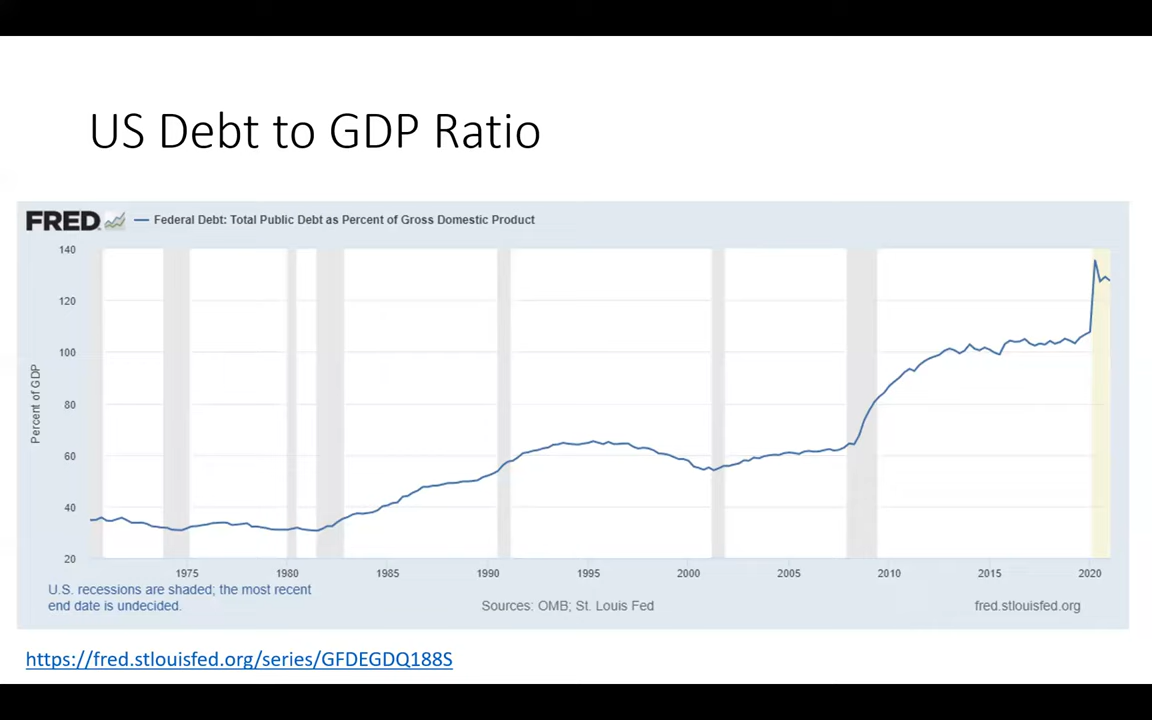 US Debt to GDP Ratio
FRED
Federal Debt: Total Public Debt as Percent of Gross Domestic Product
Percent of GDP
140
120
100
80
60
40
20
1975 1980 1985 1990 1995 2000 2005 2010 2015 2020
U.S. recessions are shaded; the most recent
end date is undecided.
Sources: OMB; St. Louis Fed
fred.stlouisfed.org
https://fred.stlouisfed.org/series/GFDEGDQ188S